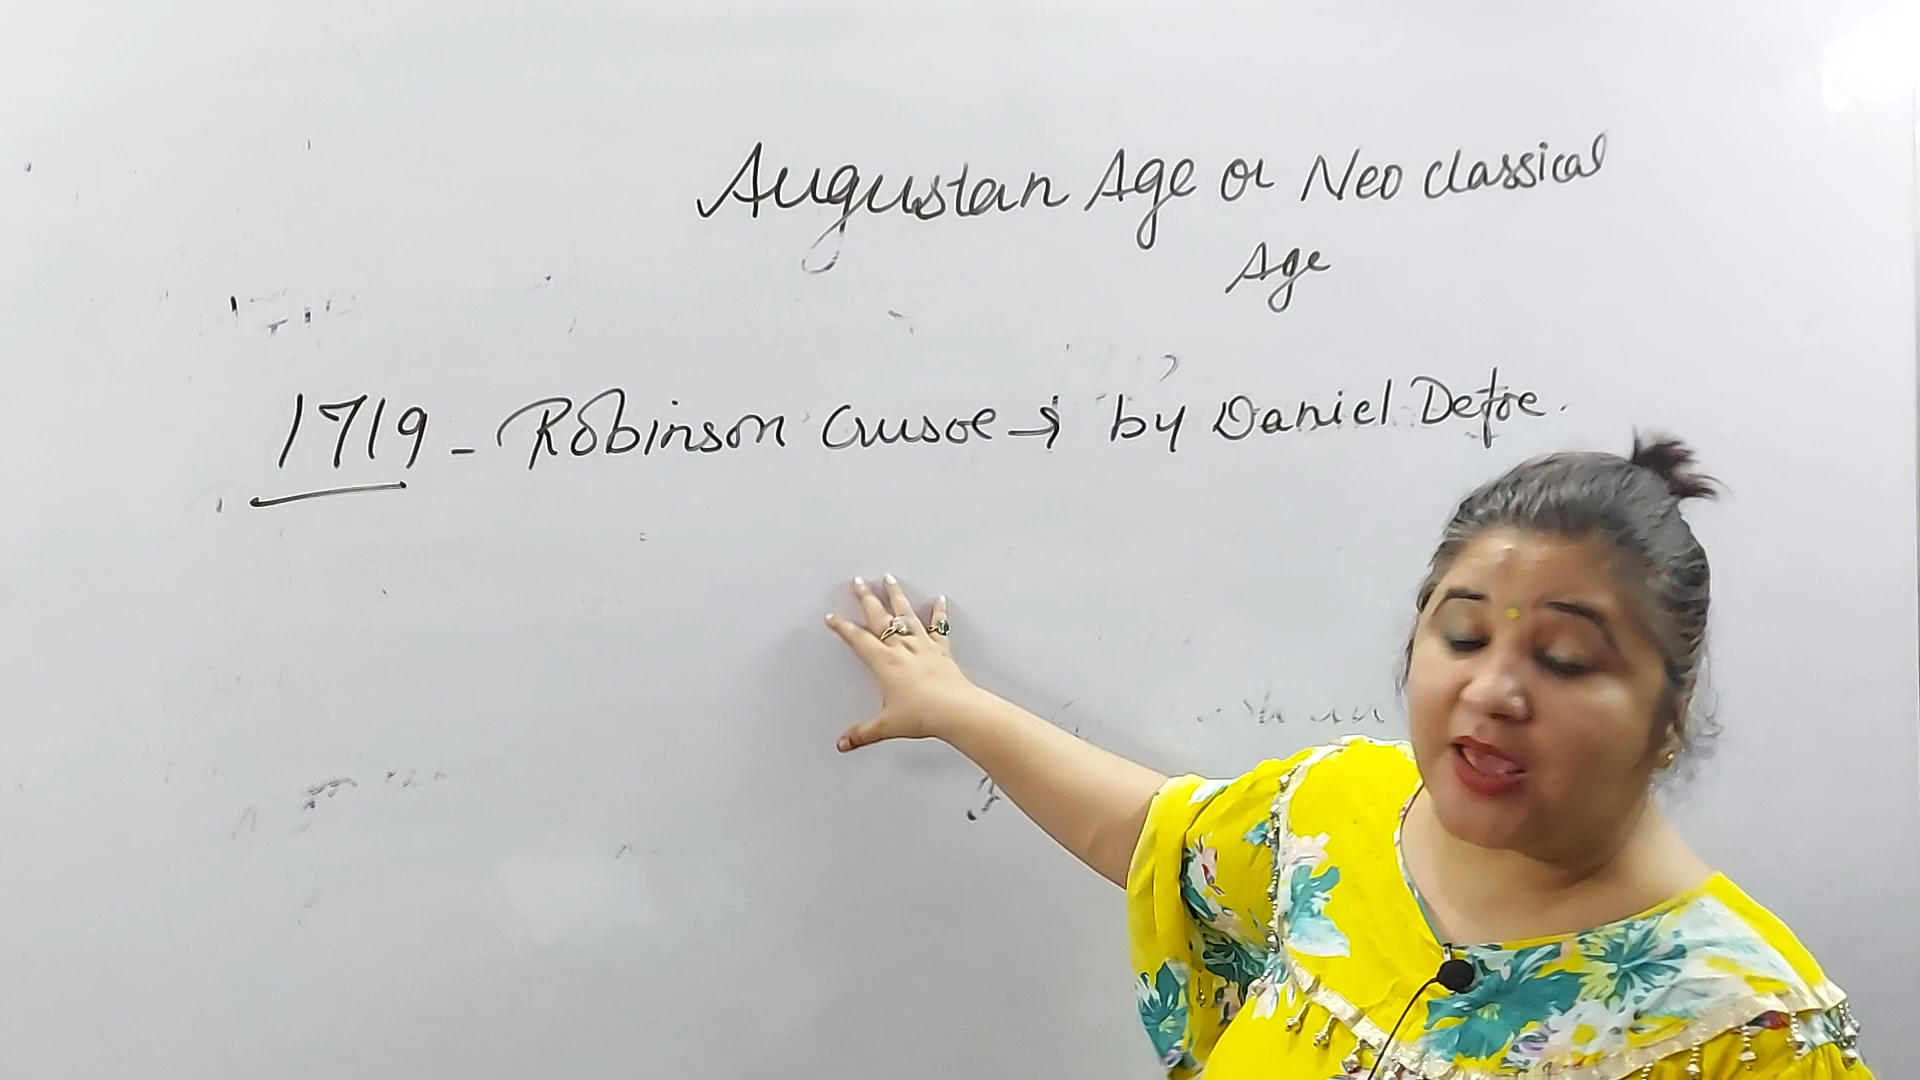 Augustan Age or Neo classical
Age
1719 - Robinson Crusoe → by Daniel Defoe.